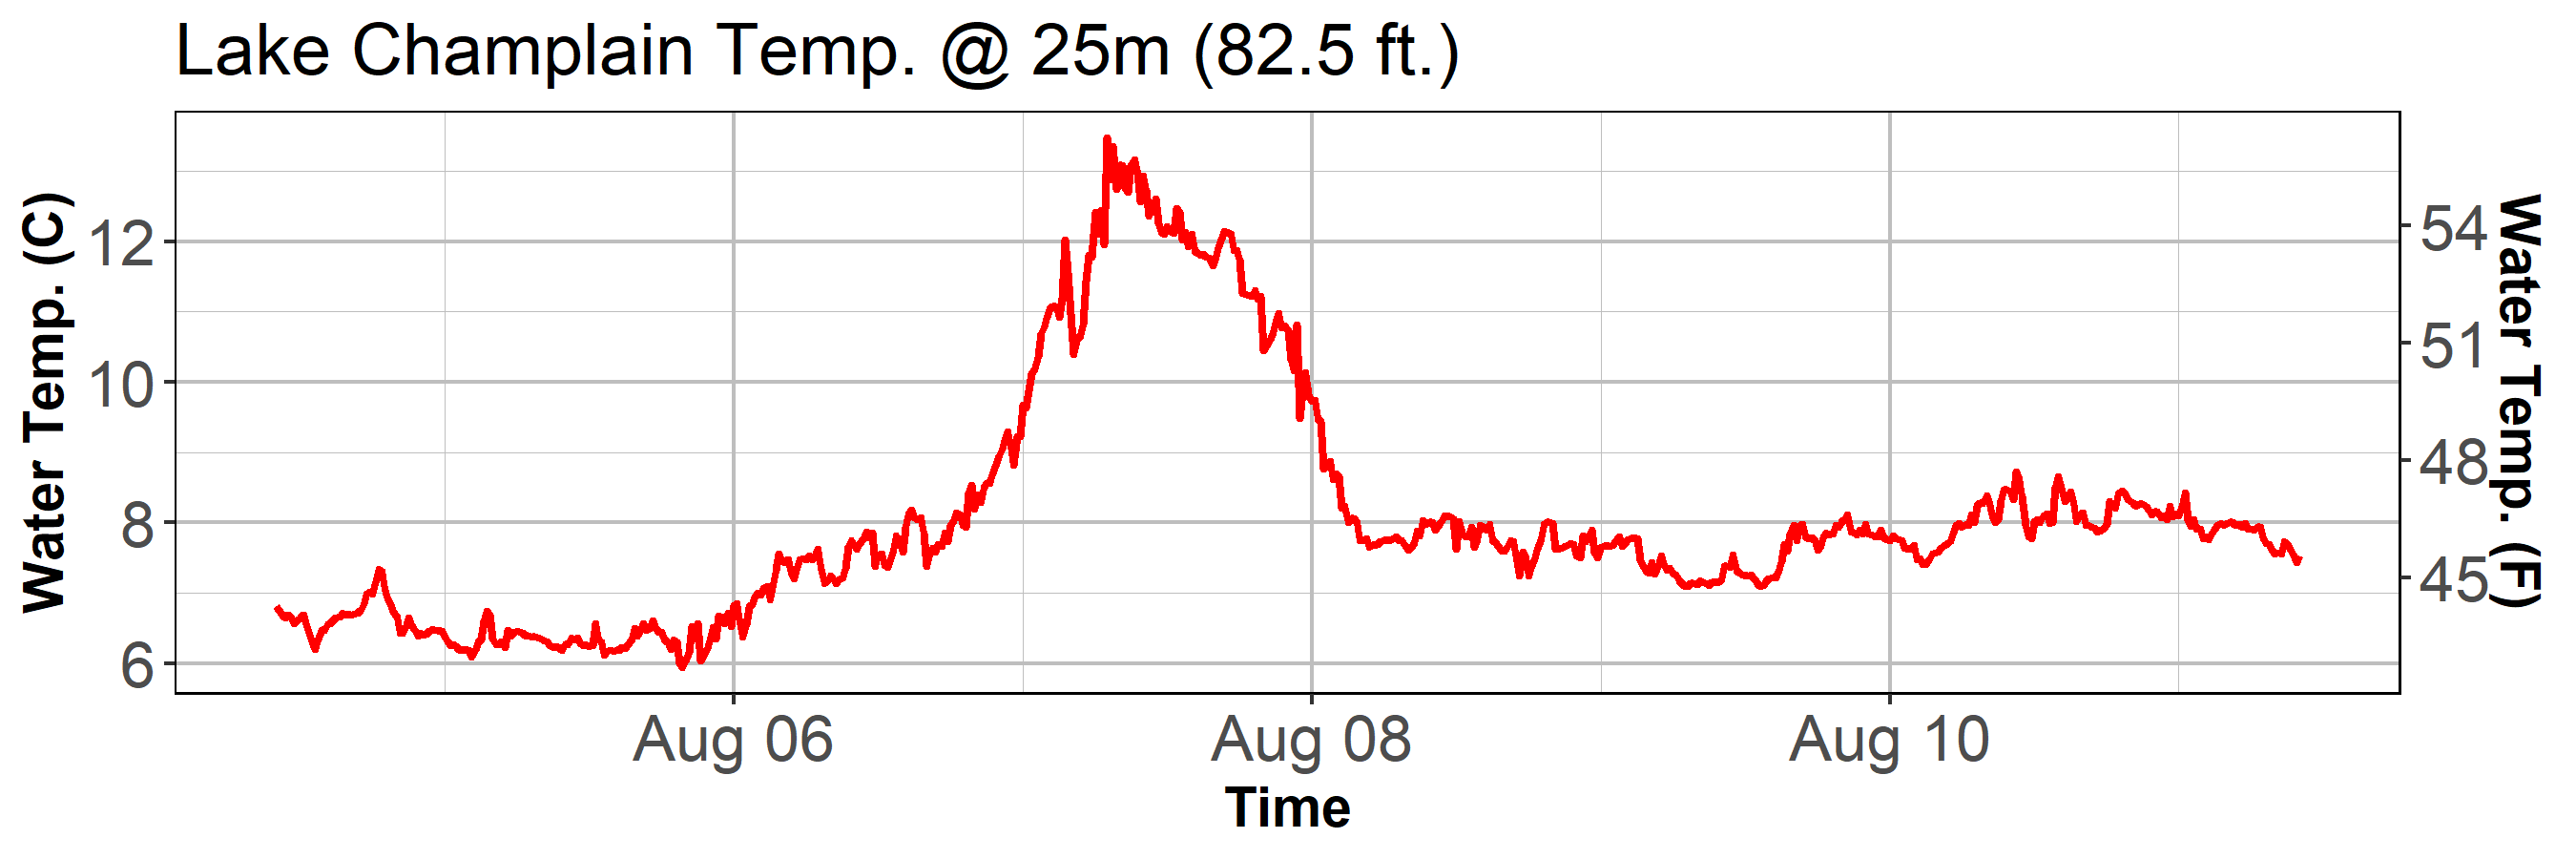 Lake Champlain Temp. @ 25m (82.5 ft.)
Water Temp. (C)
12
10
8
6
54
51
48
45
Water Temp. (F)
Aug 06
Aug 08
Aug 10
Time